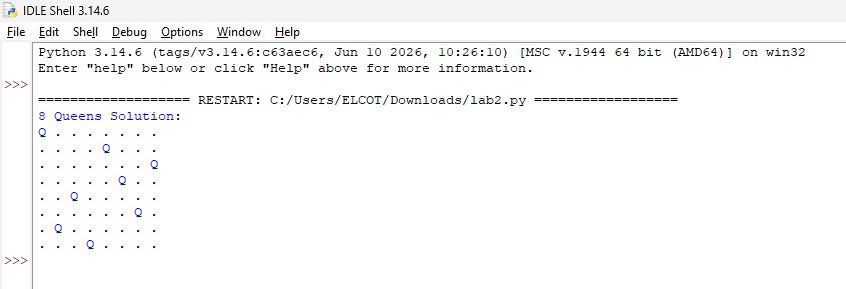 IDLE Shell 3.14.6
File Edit Shell Debug Options Window Help
Python 3.14.6 (tags/v3.14.6:c63aec6, Jun 10 2026, 10:26:10) [MSC v.1944 64 bit (AMD64)] on win32
Enter "help" below or click "Help" above for more information.
>>>
=================== RESTART: C:/Users/ELCOT/Downloads/lab2.py ==================
8 Queens Solution:
Q . . . . . . .
. . . . Q . . .
. . . . . . . Q
. . . . . Q . .
. . Q . . . . .
. . . . . . Q .
. Q . . . . . .
. . . Q . . . .
>>>